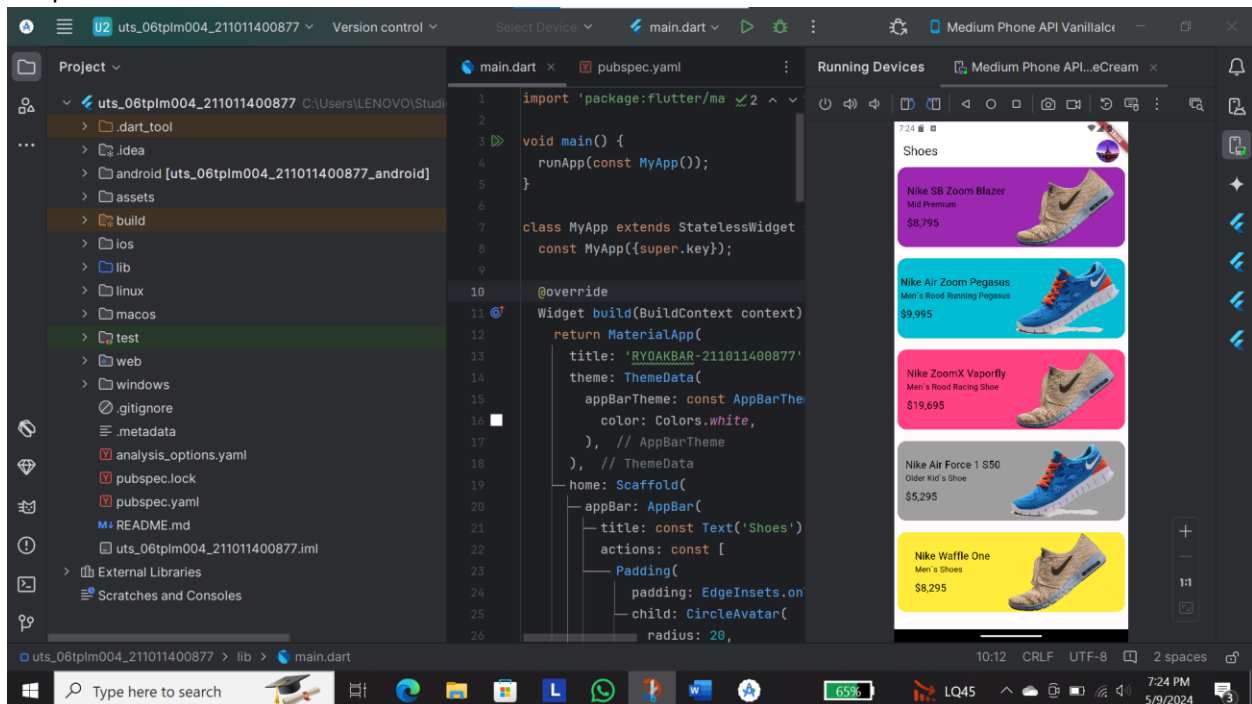 U2 uts_06tplm004_211011400877 Version control Select Device main.dart Medium Phone API VanillaIce
Project
uts_06tplm004_211011400877 C:\Users\LENOVO\Studi
.dart_tool
.idea
android [uts_06tplm004_211011400877_android]
assets
build
ios
lib
linux
macos
test
web
windows
.gitignore
.metadata
analysis_options.yaml
pubspec.lock
pubspec.yaml
M↓ README.md
uts_06tplm004_211011400877.iml
External Libraries
Scratches and Consoles
main.dart pubspec.yaml
2
1 import 'package:flutter/ma
2
3 void main() {
4 runApp(const MyApp());
5 }
6
7 class MyApp extends StatelessWidget
8 const MyApp({super.key});
9
10 @override
11 Widget build(BuildContext context)
12 return MaterialApp(
13 title: 'RYOAKBAR-211011400877'
14 theme: ThemeData(
15 appBarTheme: const AppBarThe
16 color: Colors.white,
17 ), // AppBarTheme
18 ), // ThemeData
19 home: Scaffold(
20 appBar: AppBar(
21 title: const Text('Shoes')
22 actions: const [
23 Padding(
24 padding: EdgeInsets.on
25 child: CircleAvatar(
26 radius: 20,
Running Devices Medium Phone API...eCream
7:24
Shoes
Nike SB Zoom Blazer
Mid Premium
$8,795
Nike Air Zoom Pegasus
Men`s Rood Running Pegasus
$9,995
Nike ZoomX Vaporfly
Men`s Rood Racing Shoe
$19,695
Nike Air Force 1 S50
Older Kid`s Shoe
$5,295
Nike Waffle One
Men`s Shoes
$8,295
1:1
uts_06tplm004_211011400877 > lib > main.dart 10:12 CRLF UTF-8 2 spaces
Type here to search L W 65% LQ45 7:24 PM
5/9/2024 3